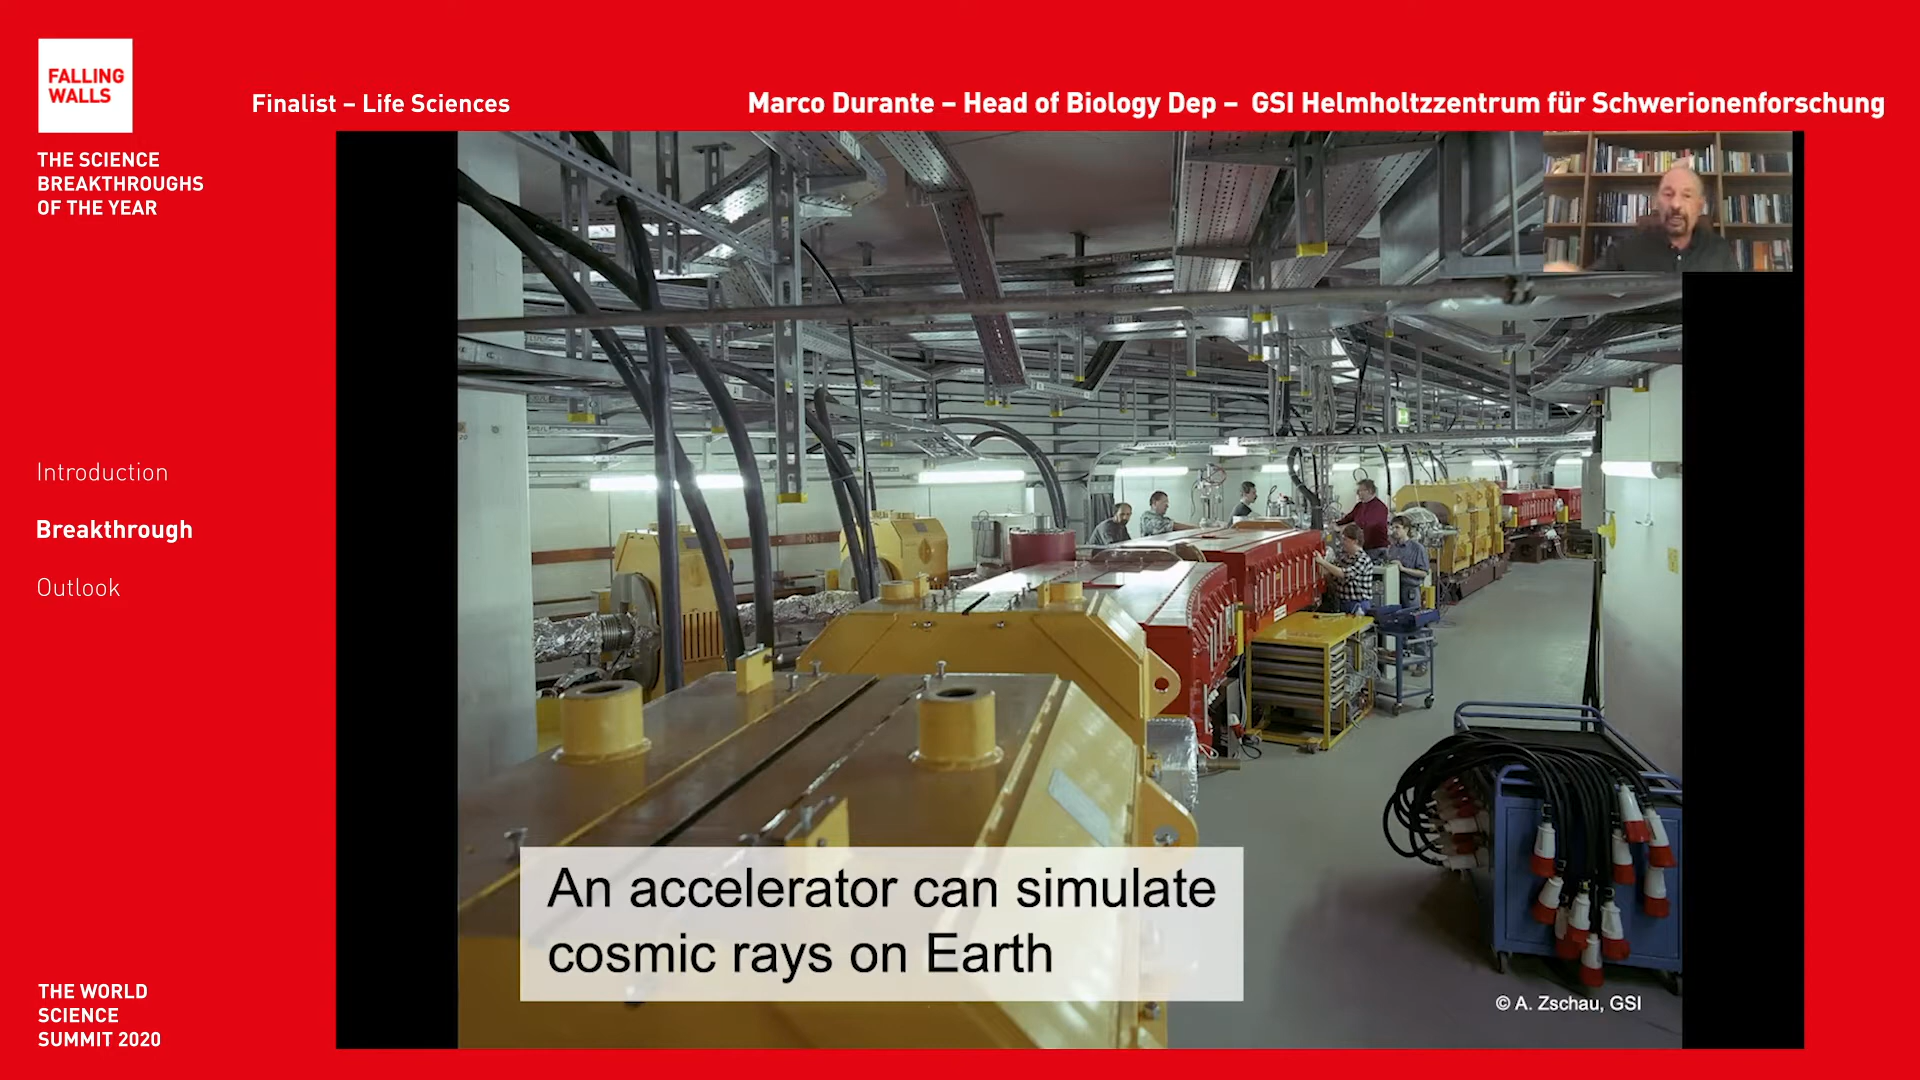 FALLING
WALLS
THE SCIENCE
BREAKTHROUGHS
OF THE YEAR
Finalist – Life Sciences
Marco Durante – Head of Biology Dep – GSI Helmholtzzentrum für Schwerionenforschung
Introduction
Breakthrough
Outlook
An accelerator can simulate
cosmic rays on Earth
© A. Zschau, GSI
THE WORLD
SCIENCE
SUMMIT 2020